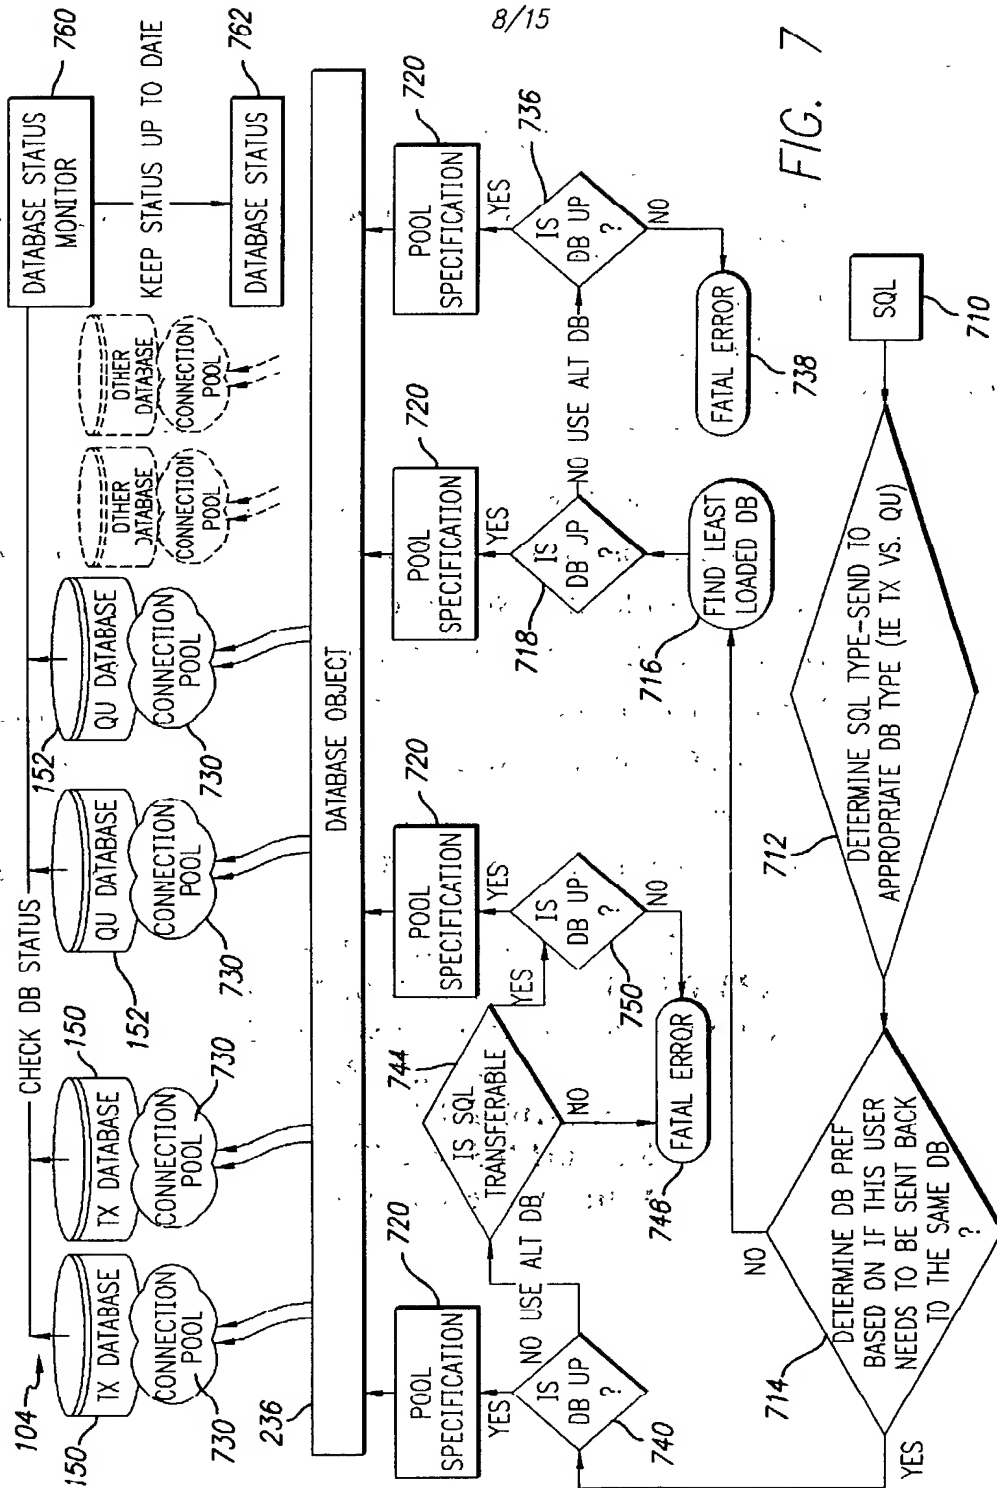 8/15
104
CHECK DB STATUS
DATABASE STATUS
MONITOR
760
KEEP STATUS UP TO DATE
DATABASE STATUS
762
150
TX DATABASE
CONNECTION
POOL
730
150
TX DATABASE
CONNECTION
POOL
730
152
QU DATABASE
CONNECTION
POOL
730
152
QU DATABASE
CONNECTION
POOL
730
OTHER
DATABASE
CONNECTION
POOL
OTHER
DATABASE
CONNECTION
POOL
236
DATABASE OBJECT
POOL
SPECIFICATION
720
YES
IS
DB UP
?
740
NO USE ALT DB
IS SQL
TRANSFERABLE
744
YES
NO
POOL
SPECIFICATION
720
YES
IS
DB UP
?
750
NO
FATAL ERROR
748
POOL
SPECIFICATION
720
YES
IS
DB JP
?
718
NO USE ALT DB
FIND LEAST
LOADED DB
716
POOL
SPECIFICATION
720
YES
IS
DB UP
?
736
NO
FATAL ERROR
738
SQL
710
DETERMINE SQL TYPE-SEND TO
APPROPRIATE DB TYPE (IE TX VS. QU)
712
DETERMINE DB PREF
BASED ON IF THIS USER
NEEDS TO BE SENT BACK
TO THE SAME DB
?
714
NO
YES
FIG. 7